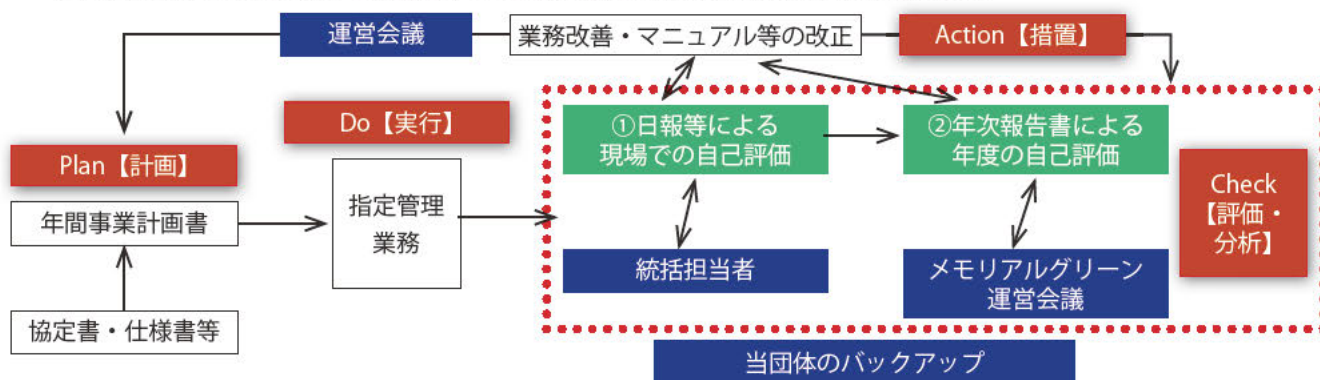 運営会議
業務改善・マニュアル等の改正
Action【措置】
Do【実行】
①日報等による
現場での自己評価
②年次報告書による
年度の自己評価
Plan【計画】
Check
【評価・
分析】
年間事業計画書
指定管理
業務
統括担当者
メモリアルグリーン
運営会議
協定書・仕様書等
当団体のバックアップ